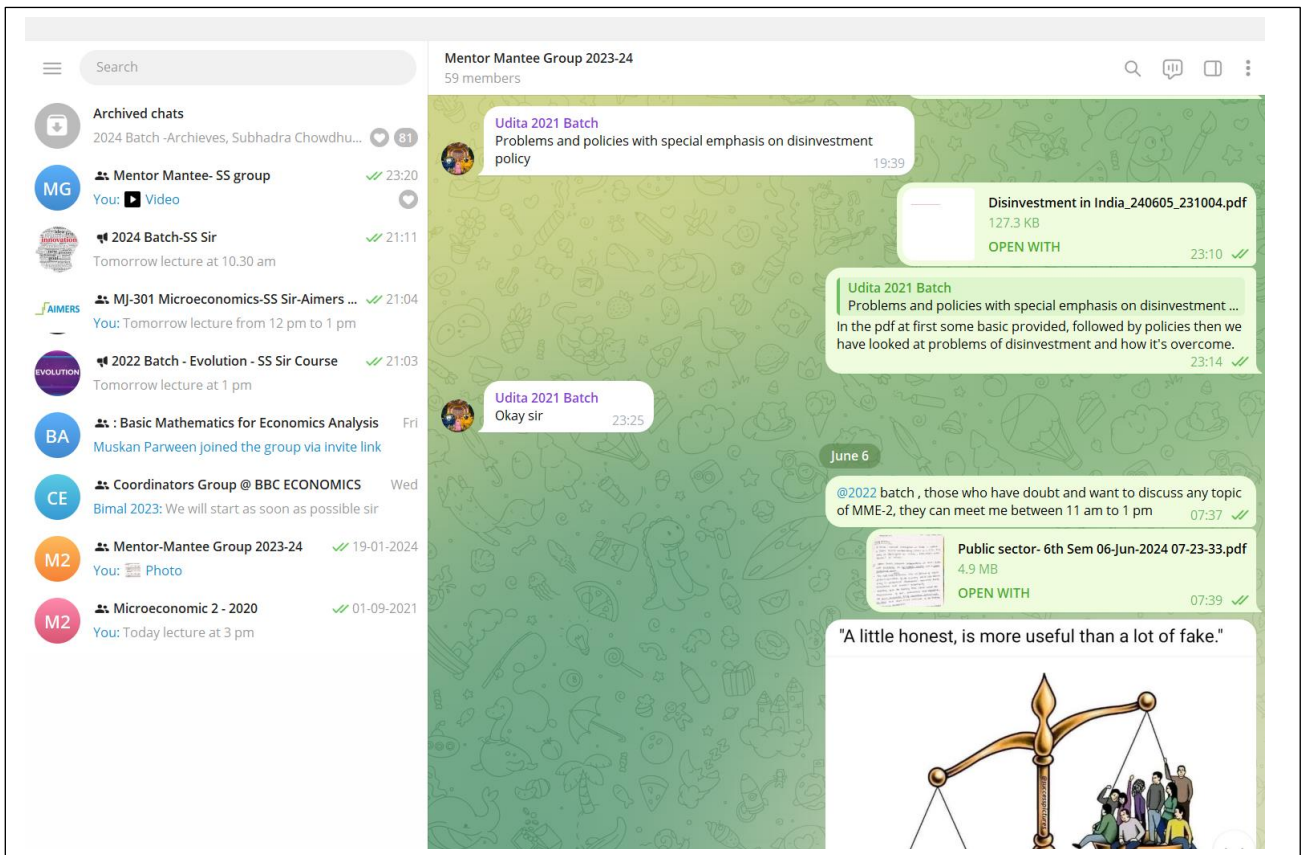 Search
Archived chats
2024 Batch -Archieves, Subhadra Chowdhu...
81
MG
Mentor Mantee- SS group
23:20
You: Video
innovation
2024 Batch-SS Sir
21:11
Tomorrow lecture at 10.30 am
AIMERS
MJ-301 Microeconomics-SS Sir-Aimers ...
21:04
You: Tomorrow lecture from 12 pm to 1 pm
EVOLUTION
2022 Batch - Evolution - SS Sir Course
21:03
Tomorrow lecture at 1 pm
BA
: Basic Mathematics for Economics Analysis
Fri
Muskan Parween joined the group via invite link
CE
Coordinators Group @ BBC ECONOMICS
Wed
Bimal 2023: We will start as soon as possible sir
M2
Mentor-Mantee Group 2023-24
19-01-2024
You: Photo
M2
Microeconomic 2 - 2020
01-09-2021
You: Today lecture at 3 pm
Mentor Mantee Group 2023-24
59 members
Udita 2021 Batch
Problems and policies with special emphasis on disinvestment
policy
19:39
Disinvestment in India_240605_231004.pdf
127.3 KB
OPEN WITH
23:10
Udita 2021 Batch
Problems and policies with special emphasis on disinvestment ...
In the pdf at first some basic provided, followed by policies then we
have looked at problems of disinvestment and how it's overcome.
23:14
Udita 2021 Batch
Okay sir
23:25
June 6
@2022 batch , those who have doubt and want to discuss any topic
of MME-2, they can meet me between 11 am to 1 pm
07:37
Public sector- 6th Sem 06-Jun-2024 07-23-33.pdf
4.9 MB
OPEN WITH
07:39
"A little honest, is more useful than a lot of fake."